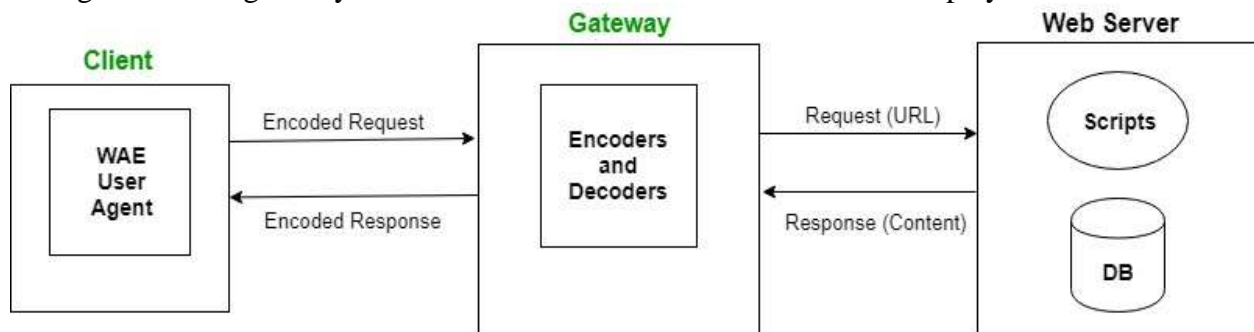 Web Server
Gateway
Client
Encoded Request
Request (URL)
Scripts
WAE
User
Agent
Encoders
and
Decoders
Encoded Response
Response (Content)
DB